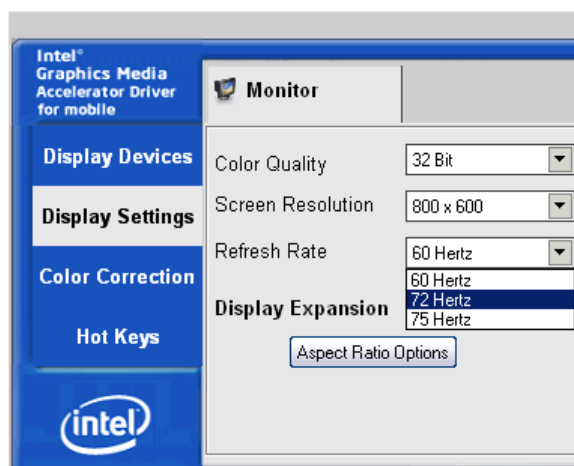 Intel®
Graphics Media
Accelerator Driver
for mobile
Monitor
Display Devices
Display Settings
Color Correction
Hot Keys
Color Quality 32 Bit
Screen Resolution 800 x 600
Refresh Rate 60 Hertz
60 Hertz
72 Hertz
75 Hertz
Display Expansion
Aspect Ratio Options
intel